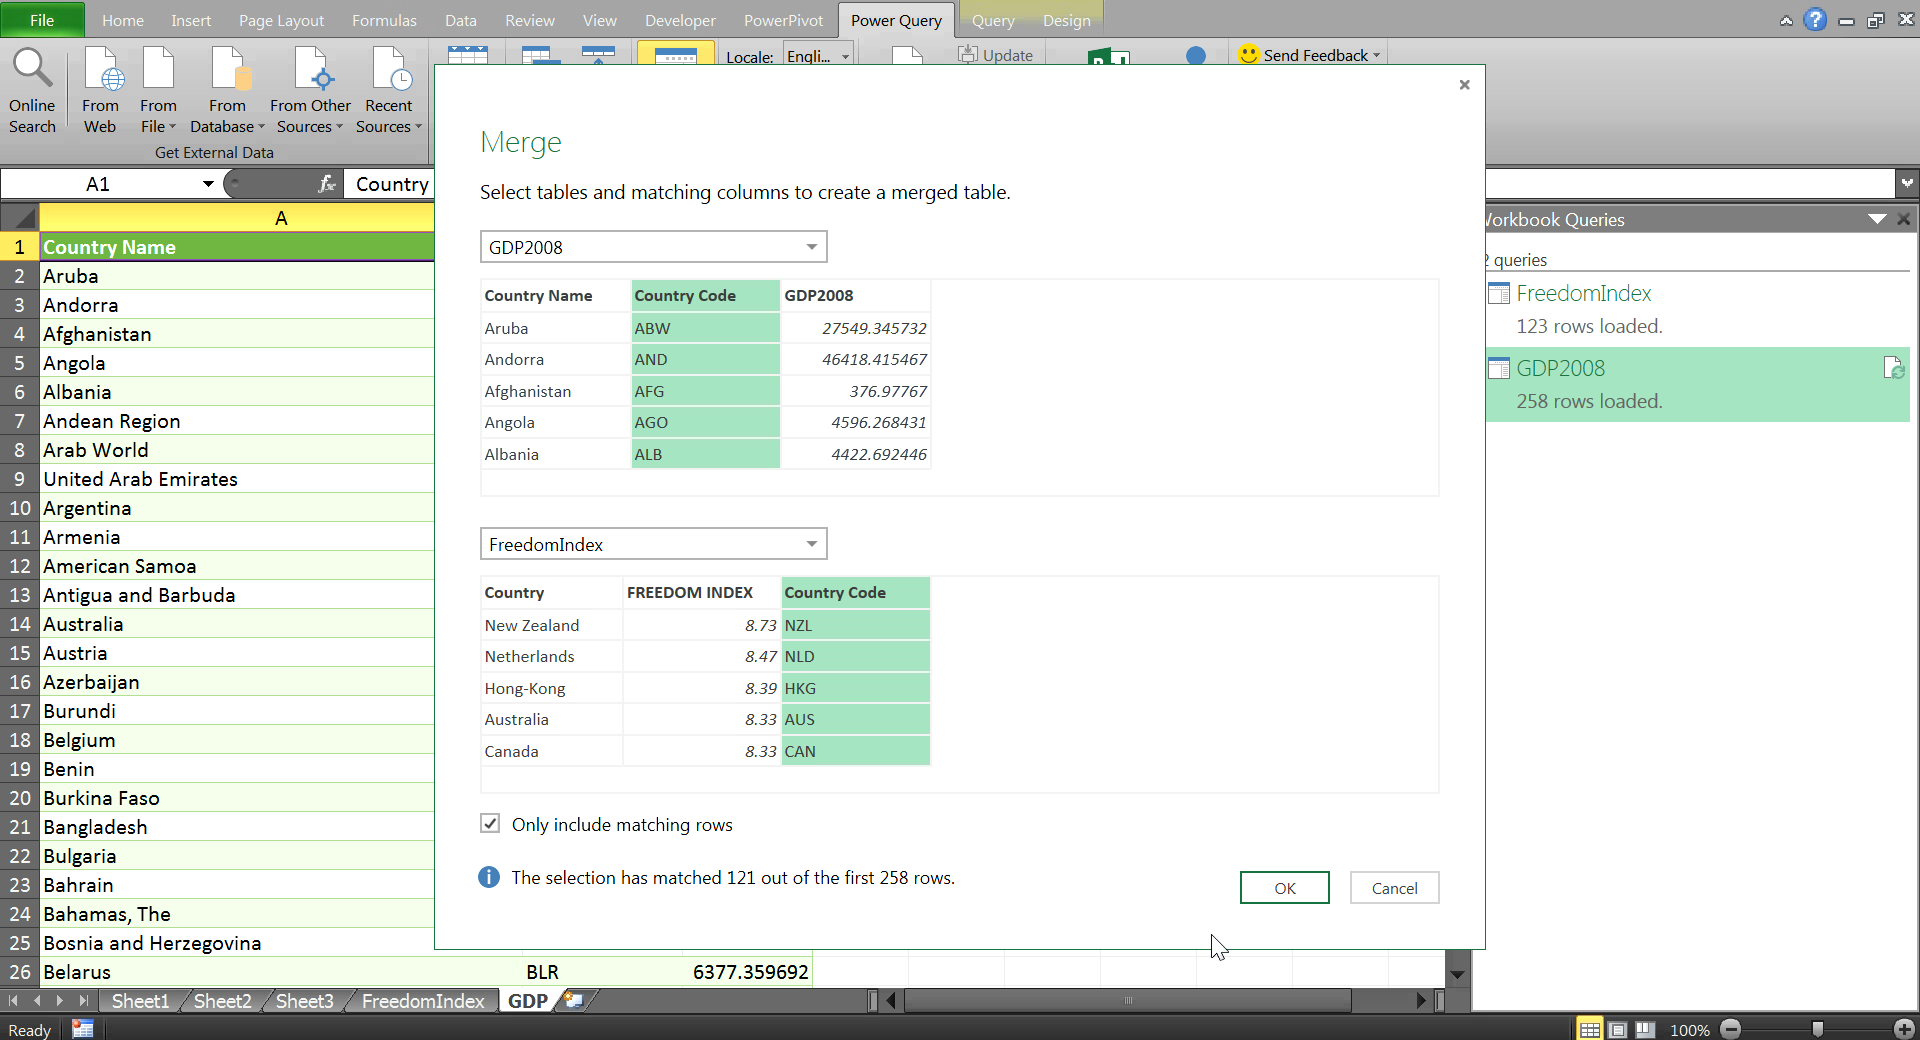 File Home Insert Page Layout Formulas Data Review View Developer PowerPivot Power Query Query Design
Locale: Engli... Update Send Feedback
Online Search
From Web
From File
From Database
From Other Sources
Recent Sources
Get External Data
A1 fx Country
A
1 Country Name
2 Aruba
3 Andorra
4 Afghanistan
5 Angola
6 Albania
7 Andean Region
8 Arab World
9 United Arab Emirates
10 Argentina
11 Armenia
12 American Samoa
13 Antigua and Barbuda
14 Australia
15 Austria
16 Azerbaijan
17 Burundi
18 Belgium
19 Benin
20 Burkina Faso
21 Bangladesh
22 Bulgaria
23 Bahrain
24 Bahamas, The
25 Bosnia and Herzegovina
26 Belarus BLR 6377.359692
Merge
Select tables and matching columns to create a merged table.
GDP2008
Country Name Country Code GDP2008
Aruba ABW 27549.345732
Andorra AND 46418.415467
Afghanistan AFG 376.97767
Angola AGO 4596.268431
Albania ALB 4422.692446
FreedomIndex
Country FREEDOM INDEX Country Code
New Zealand 8.73 NZL
Netherlands 8.47 NLD
Hong-Kong 8.39 HKG
Australia 8.33 AUS
Canada 8.33 CAN
Only include matching rows
The selection has matched 121 out of the first 258 rows.
OK Cancel
Workbook Queries
2 queries
FreedomIndex
123 rows loaded.
GDP2008
258 rows loaded.
Sheet1 Sheet2 Sheet3 FreedomIndex GDP
Ready 100%